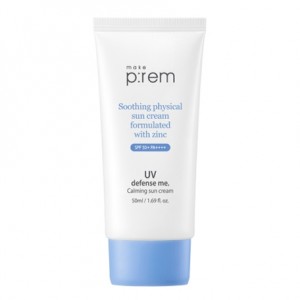 make
p:rem
Soothing physical
sun cream
formulated
with zinc
SPF 50+ PA++++
UV
defense me.
Calming sun cream
50ml / 1.69 fl. oz.